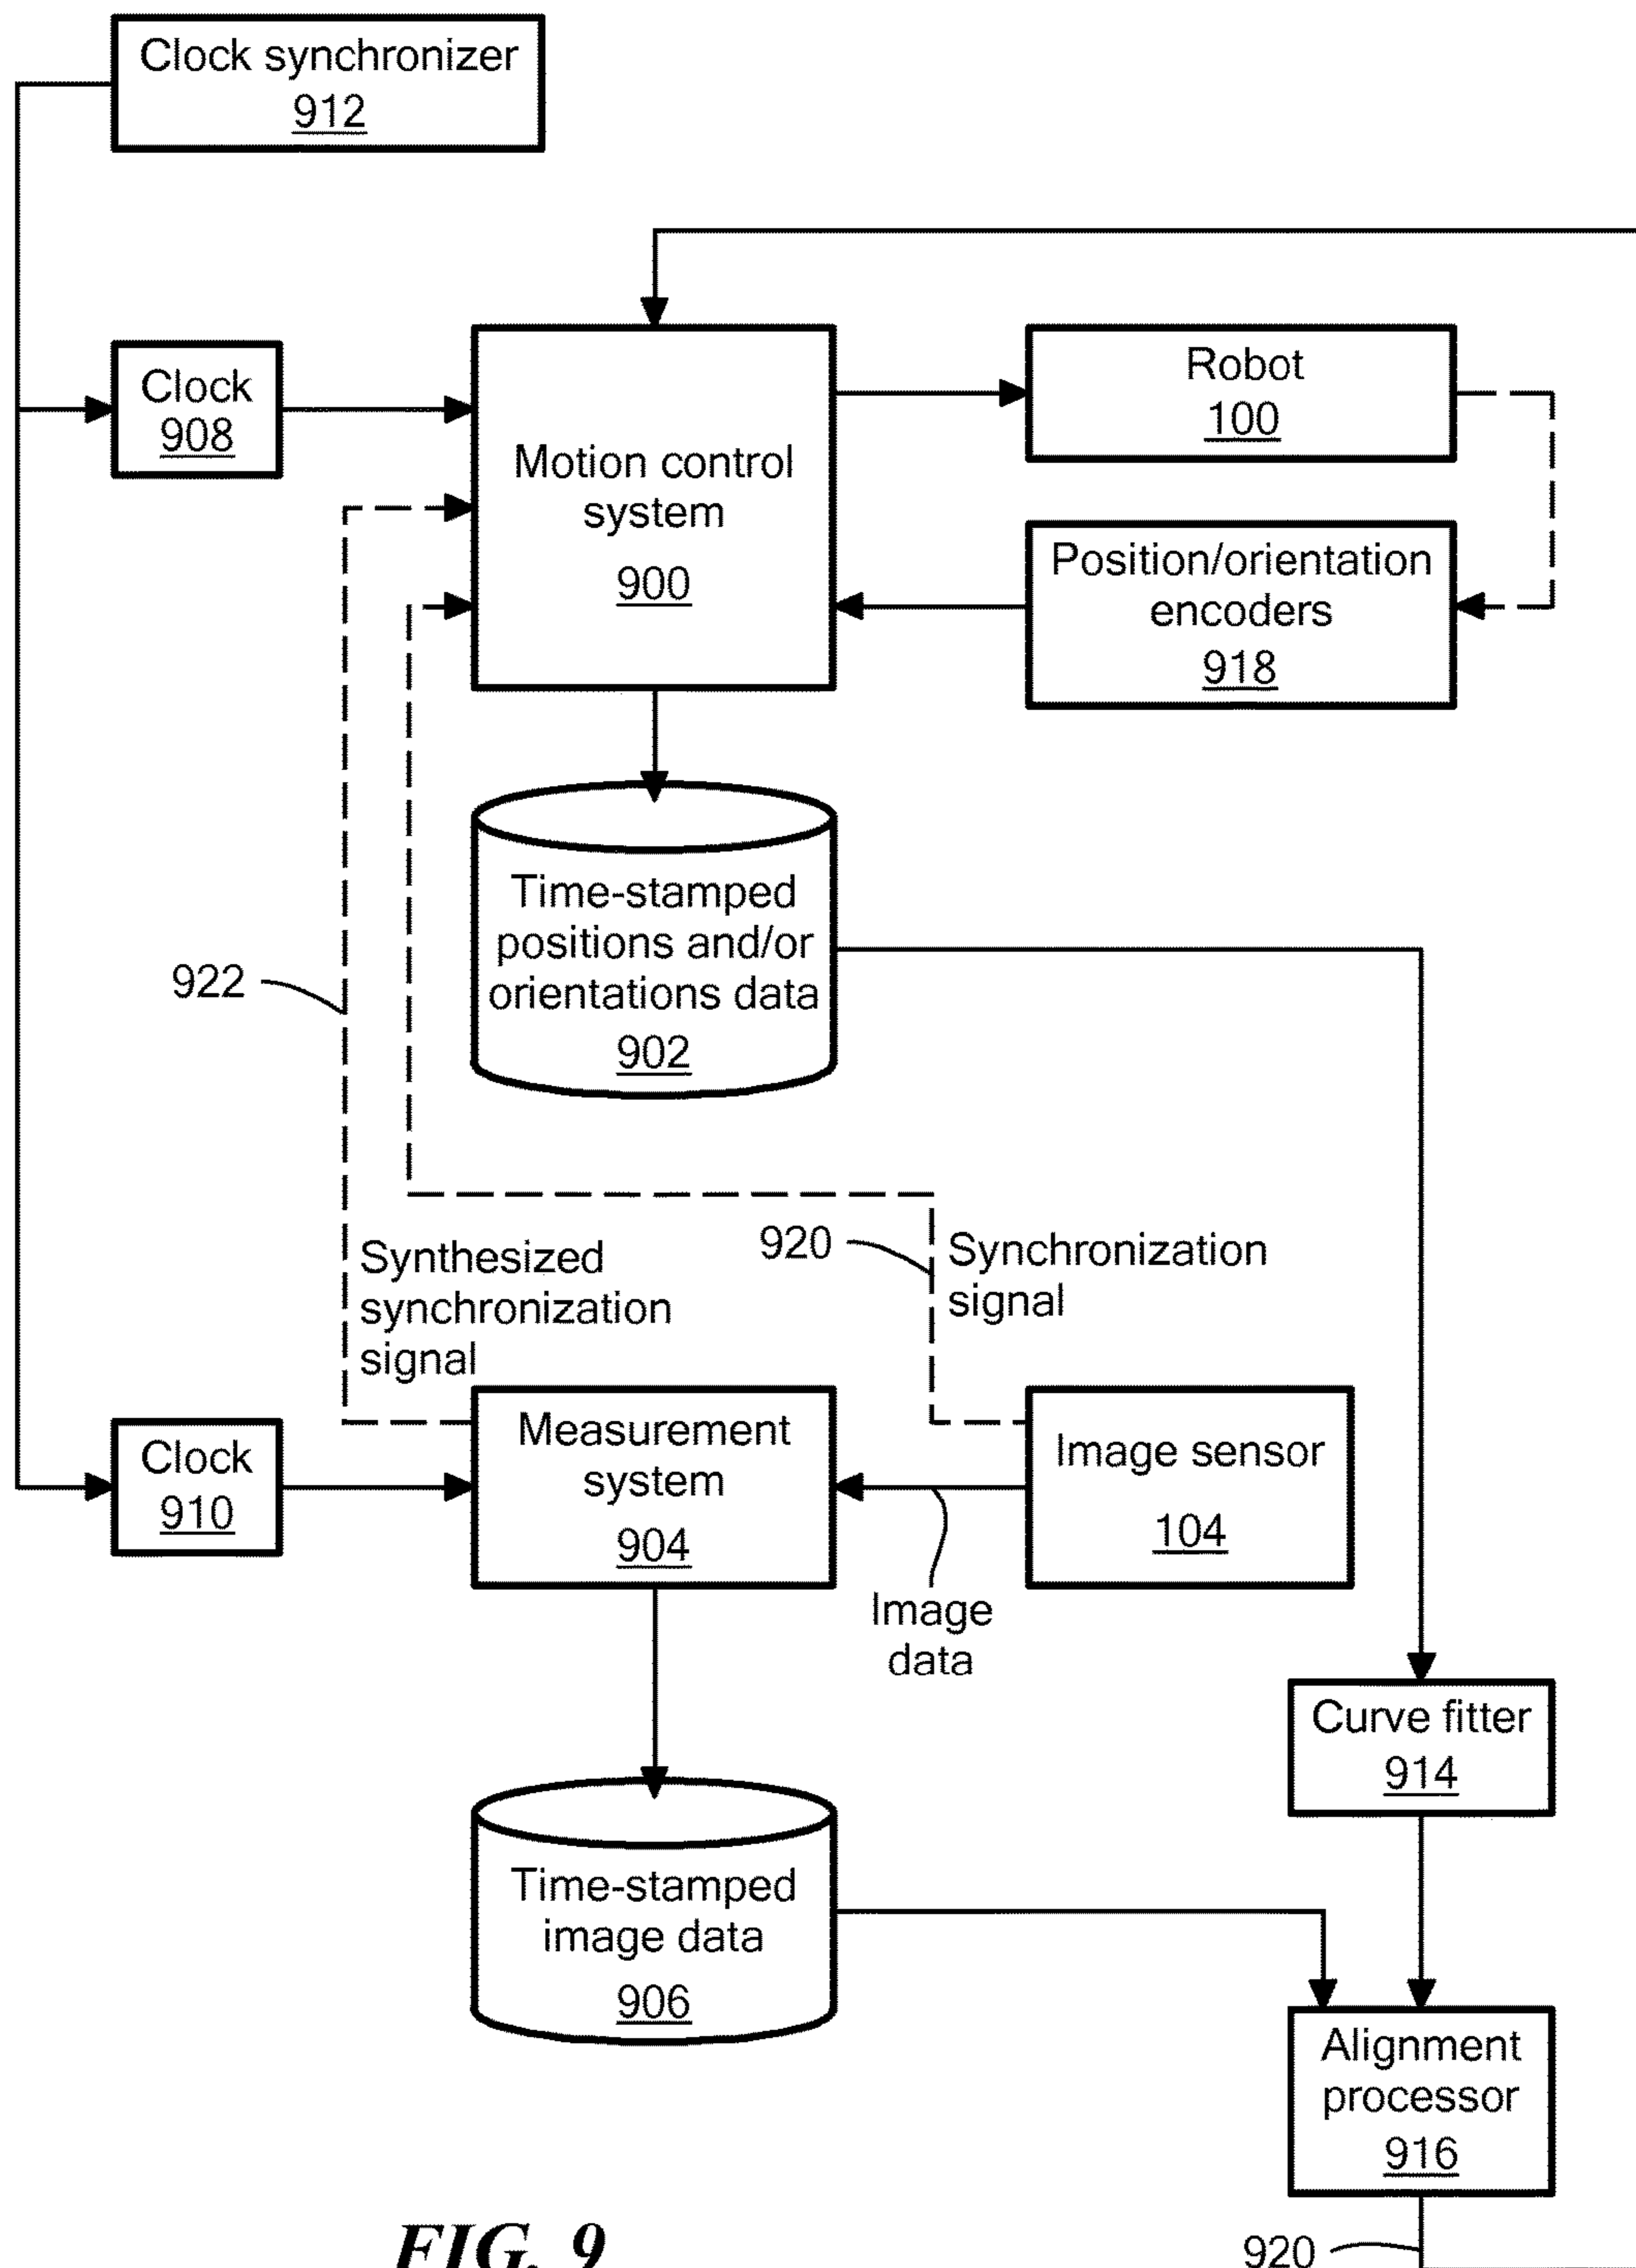 Clock synchronizer
912
Clock
908
Motion control
system
900
Robot
100
Position/orientation
encoders
918
Time-stamped
positions and/or
orientations data
902
922
920
Synchronization
signal
Synthesized
synchronization
signal
Clock
910
Measurement
system
904
Image sensor
104
Image
data
Curve fitter
914
Time-stamped
image data
906
Alignment
processor
916
920
FIG. 9